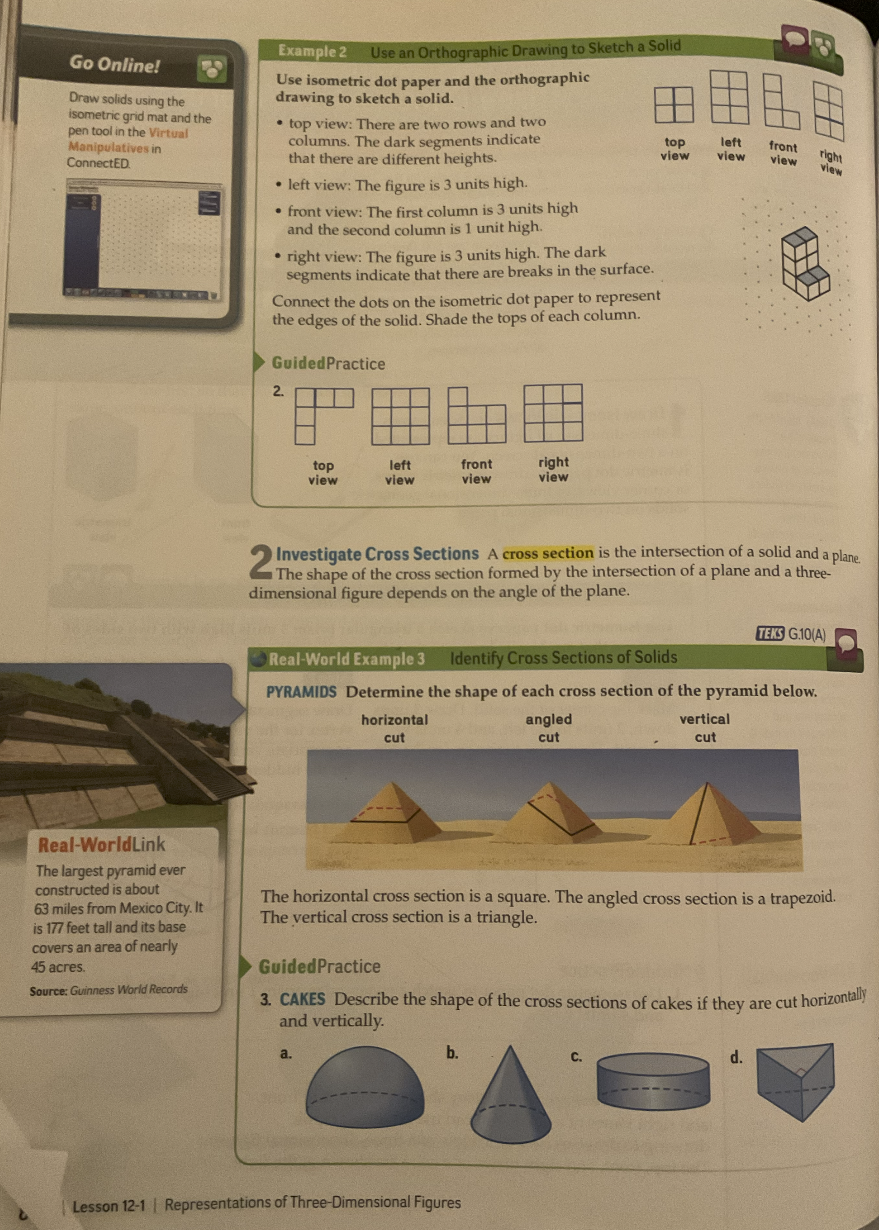 Go Online!
Draw solids using the
isometric grid mat and the
pen tool in the Virtual
Manipulatives in
ConnectED.
Example 2 Use an Orthographic Drawing to Sketch a Solid
Use isometric dot paper and the orthographic
drawing to sketch a solid.
• top view: There are two rows and two
columns. The dark segments indicate
that there are different heights.
• left view: The figure is 3 units high.
• front view: The first column is 3 units high
and the second column is 1 unit high.
• right view: The figure is 3 units high. The dark
segments indicate that there are breaks in the surface.
Connect the dots on the isometric dot paper to represent
the edges of the solid. Shade the tops of each column.
top view
left view
front view
right view
GuidedPractice
2.
top view
left view
front view
right view
2 Investigate Cross Sections A cross section is the intersection of a solid and a plane.
The shape of the cross section formed by the intersection of a plane and a three-
dimensional figure depends on the angle of the plane.
TEKS G.10(A)
Real-World Example 3 Identify Cross Sections of Solids
PYRAMIDS Determine the shape of each cross section of the pyramid below.
horizontal cut
angled cut
vertical cut
The horizontal cross section is a square. The angled cross section is a trapezoid.
The vertical cross section is a triangle.
Real-WorldLink
The largest pyramid ever
constructed is about
63 miles from Mexico City. It
is 177 feet tall and its base
covers an area of nearly
45 acres.
Source: Guinness World Records
GuidedPractice
3. CAKES Describe the shape of the cross sections of cakes if they are cut horizontally
and vertically.
a.
b.
c.
d.
Lesson 12-1 | Representations of Three-Dimensional Figures